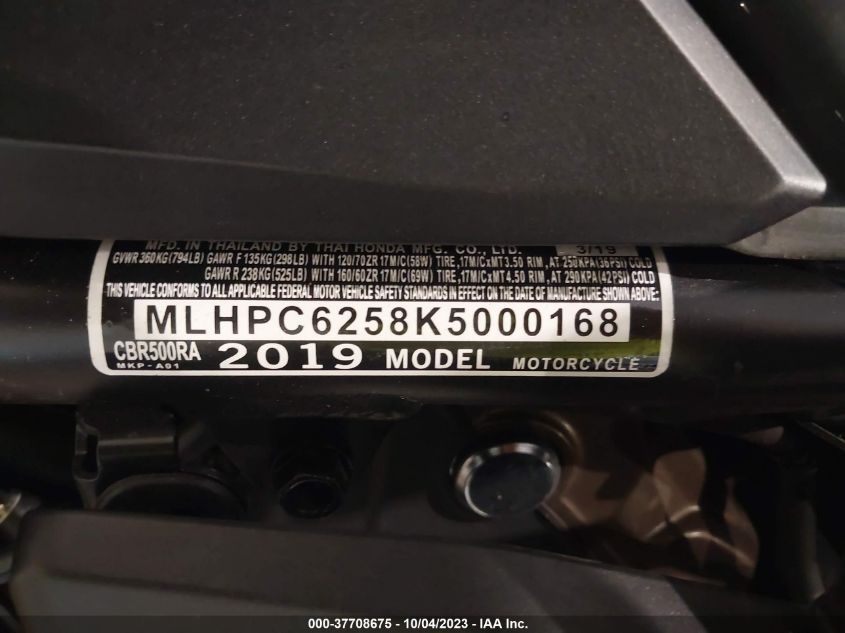 MFD. IN THAILAND BY THAI HONDA MFG. CO., LTD. 3/19
GVWR 360KG(794LB) GAWR F 135KG(298LB) WITH 120/70ZR17M/C(58W) TIRE,17M/CxMT3.50 RIM,AT 250KPA(36PSI)COLD
GAWR R 238KG(525LB) WITH 160/60ZR17M/C(69W) TIRE,17M/CxMT4.50 RIM,AT 290KPA(42PSI)COLD
THIS VEHICLE CONFORMS TO ALL APPLICABLE FEDERAL MOTOR VEHICLE SAFETY STANDARDS IN EFFECT ON THE DATE OF MANUFACTURE SHOWN ABOVE:
MLHPC6258K5000168
CBR500RA 2019 MODEL MOTORCYCLE
MKP-A01
000-37708675 - 10/04/2023 - IAA Inc.